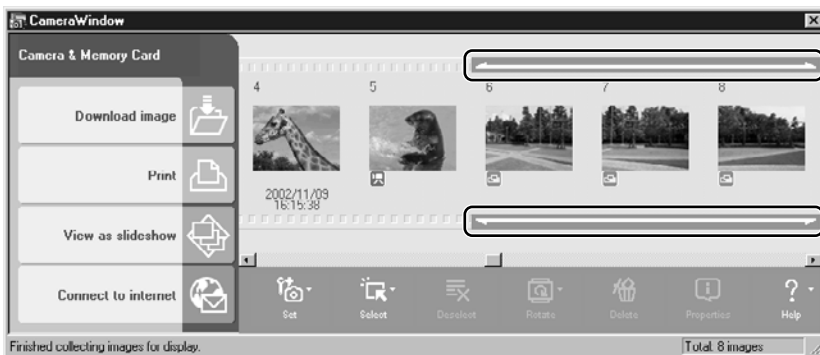 CameraWindow
Camera & Memory Card
Download image
Print
View as slideshow
Connect to internet
4 5 6 7 8
2002/11/09
16:15:38
Set Select Deselect Rotate Delete Properties Help
Finished collecting images for display.
Total: 8 images